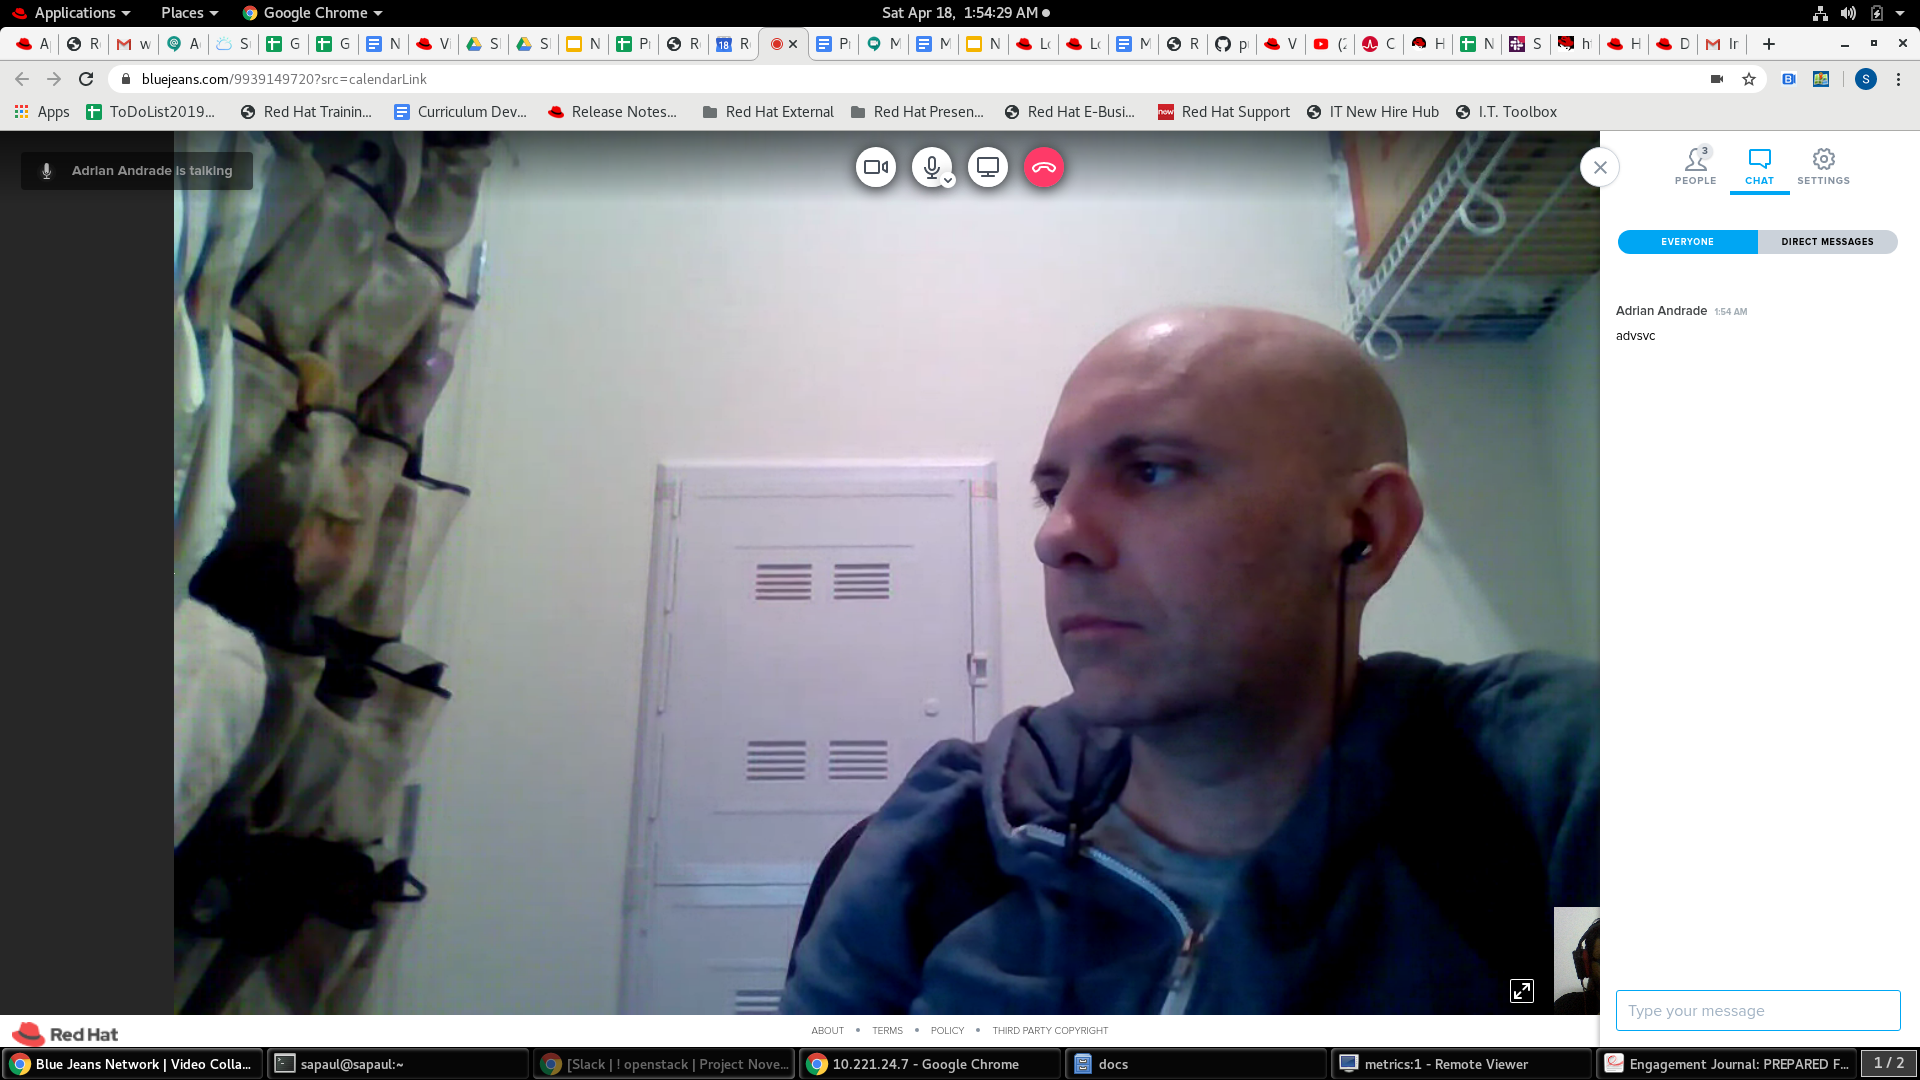 Applications
Places
Google Chrome
Sat Apr 18, 1:54:29 AM
bluejeans.com/9939149720?src=calendarLink
S
Apps
ToDoList2019...
Red Hat Trainin...
Curriculum Dev...
Release Notes...
Red Hat External
Red Hat Presen...
Red Hat E-Busi...
Red Hat Support
IT New Hire Hub
I.T. Toolbox
Adrian Andrade is talking
3
PEOPLE
CHAT
SETTINGS
EVERYONE
DIRECT MESSAGES
Adrian Andrade 1:54 AM
advsvc
Type your message
Red Hat
ABOUT • TERMS • POLICY • THIRD PARTY COPYRIGHT
Blue Jeans Network | Video Colla...
sapaul@sapaul:~
[Slack | ! openstack | Project Nove...
10.221.24.7 - Google Chrome
docs
metrics:1 - Remote Viewer
Engagement Journal: PREPARED F...
1 / 2